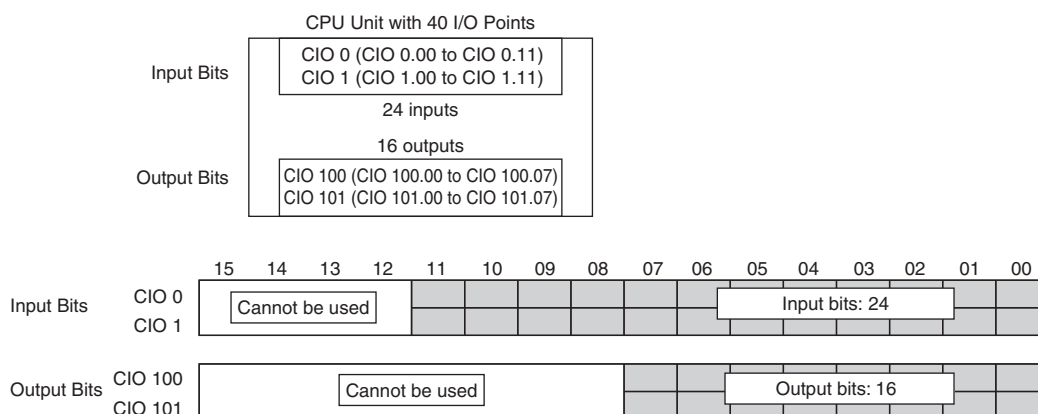 CPU Unit with 40 I/O Points
Input Bits
CIO 0 (CIO 0.00 to CIO 0.11)
CIO 1 (CIO 1.00 to CIO 1.11)
24 inputs
16 outputs
Output Bits
CIO 100 (CIO 100.00 to CIO 100.07)
CIO 101 (CIO 101.00 to CIO 101.07)
15 14 13 12 11 10 09 08 07 06 05 04 03 02 01 00
Input Bits
CIO 0
CIO 1
Cannot be used
Input bits: 24
Output Bits
CIO 100
CIO 101
Cannot be used
Output bits: 16